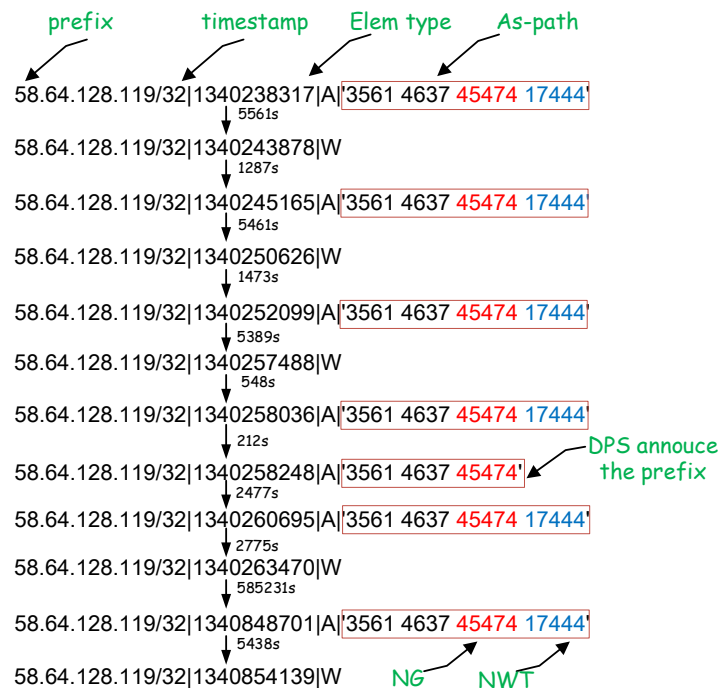 prefix timestamp Elem type As-path
58.64.128.119/32|1340238317|A|'3561 4637 45474 17444'
5561s
58.64.128.119/32|1340243878|W
1287s
58.64.128.119/32|1340245165|A|'3561 4637 45474 17444'
5461s
58.64.128.119/32|1340250626|W
1473s
58.64.128.119/32|1340252099|A|'3561 4637 45474 17444'
5389s
58.64.128.119/32|1340257488|W
548s
58.64.128.119/32|1340258036|A|'3561 4637 45474 17444'
212s
DPS annouce
58.64.128.119/32|1340258248|A|'3561 4637 45474'
the prefix
2477s
58.64.128.119/32|1340260695|A|'3561 4637 45474 17444'
2775s
58.64.128.119/32|1340263470|W
585231s
58.64.128.119/32|1340848701|A|'3561 4637 45474 17444'
5438s
58.64.128.119/32|1340854139|W
NG NWT